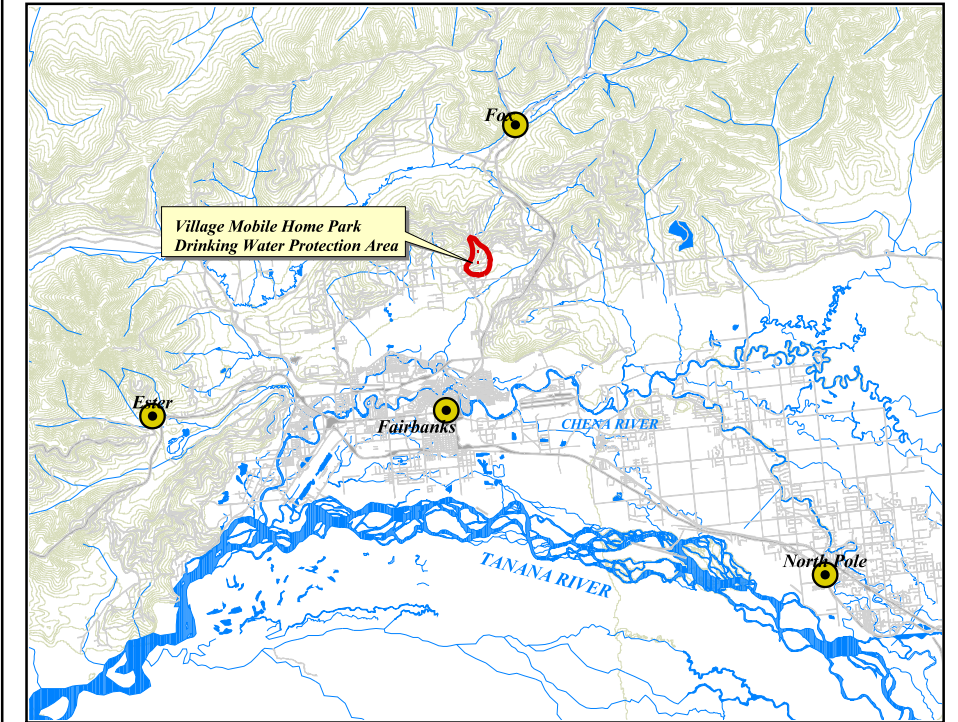 Fox
Village Mobile Home Park
Drinking Water Protection Area
Ester
Fairbanks
CHENA RIVER
TANANA RIVER
North Pole